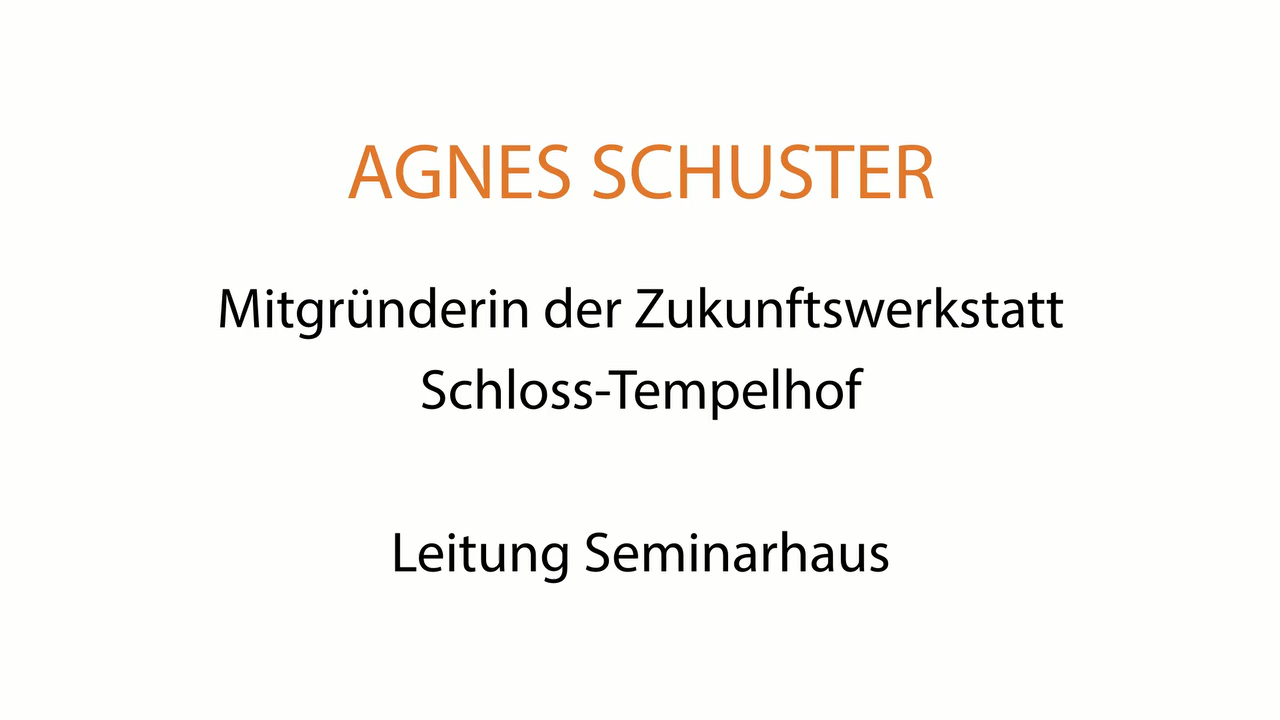 AGNES SCHUSTER
Mitgründerin der Zukunftswerkstatt
Schloss-Tempelhof
Leitung Seminarhaus